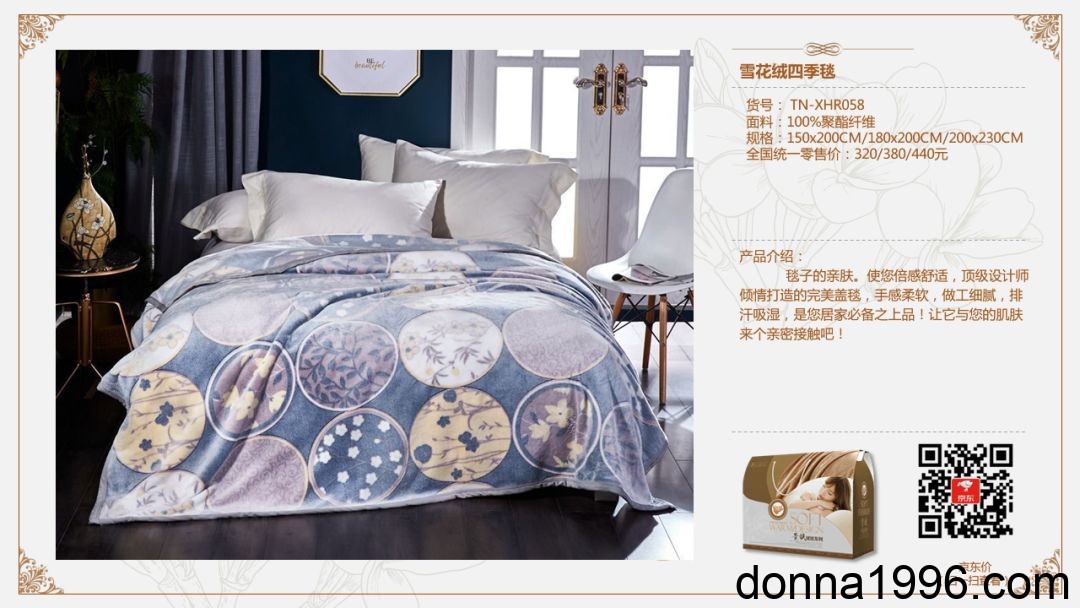 BE
beautiful
雪花绒四季毯
货号： TN-XHR058
面料：100%聚酯纤维
规格：150x200CM/180x200CM/200x230CM
全国统一零售价：320/380/440元
产品介绍：
毯子的亲肤。使您倍感舒适，顶级设计师
倾情打造的完美盖毯，手感柔软，做工细腻，排
汗吸湿，是您居家必备之上品！让它与您的肌肤
来个亲密接触吧！
SOFT
京东
京东价
扫查看
donna1996.com